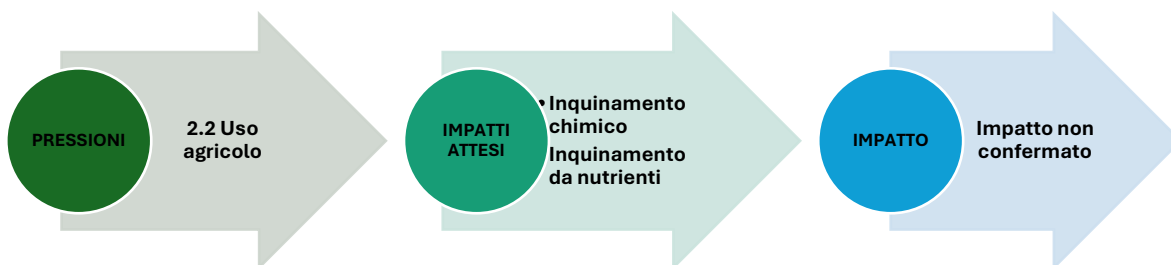 PRESSIONI
2.2 Uso
agricolo
IMPATTI
ATTESI
• Inquinamento
chimico
Inquinamento
da nutrienti
IMPATTO
Impatto non
confermato